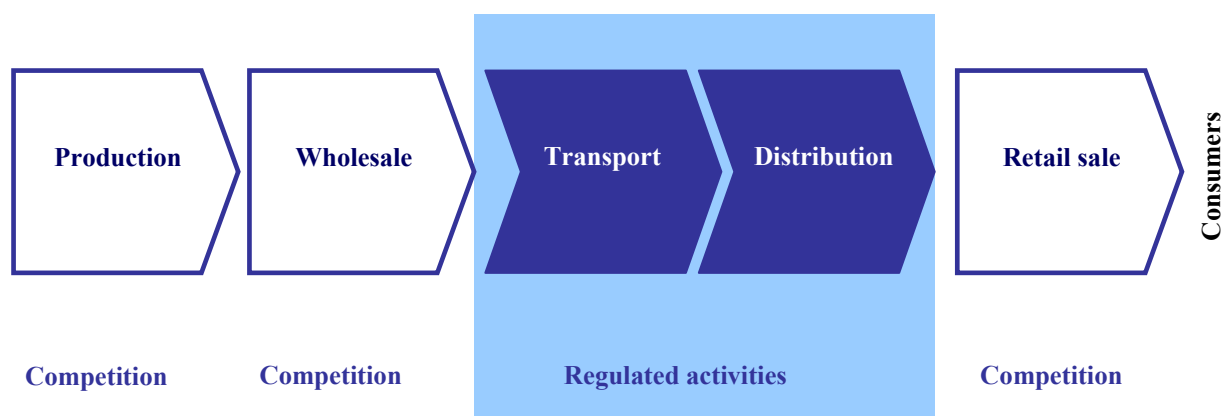 Production
Wholesale
Transport
Distribution
Retail sale
Consumers
Competition
Competition
Regulated activities
Competition